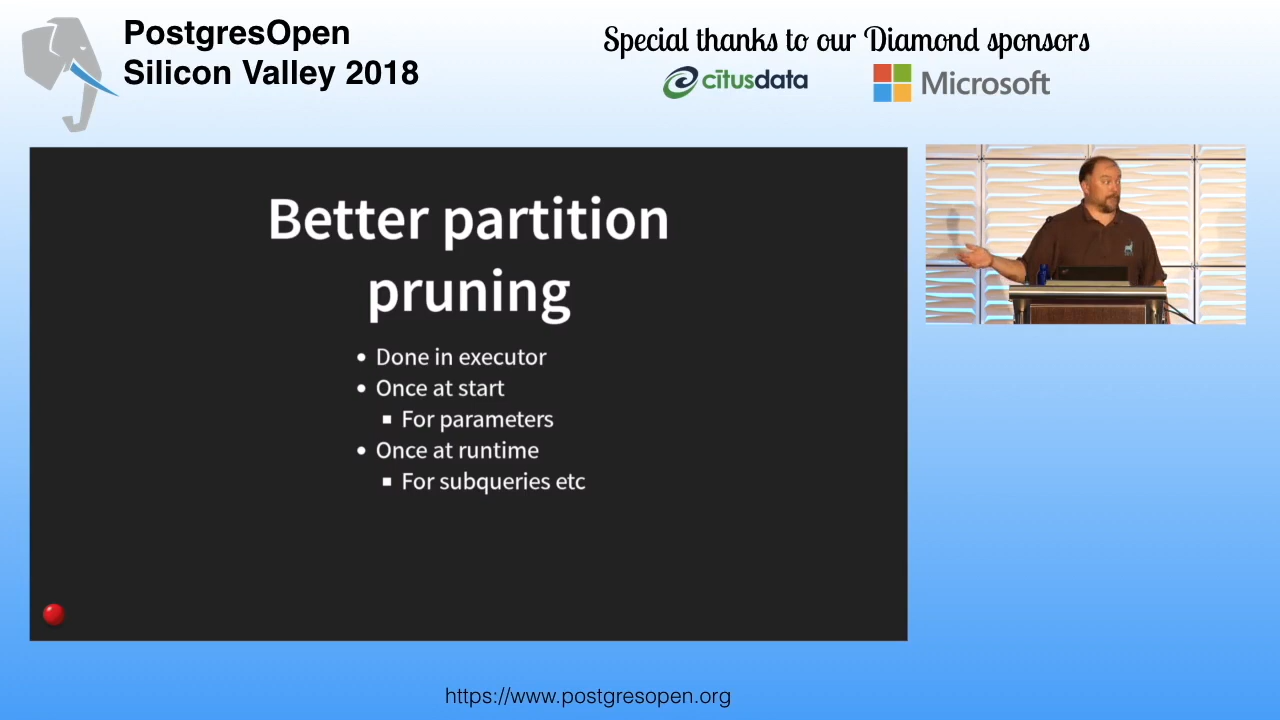 PostgresOpen
Silicon Valley 2018
Special thanks to our Diamond sponsors
citusdata
Microsoft
Better partition
pruning
Done in executor
Once at start
For parameters
Once at runtime
For subqueries etc
https://www.postgresopen.org